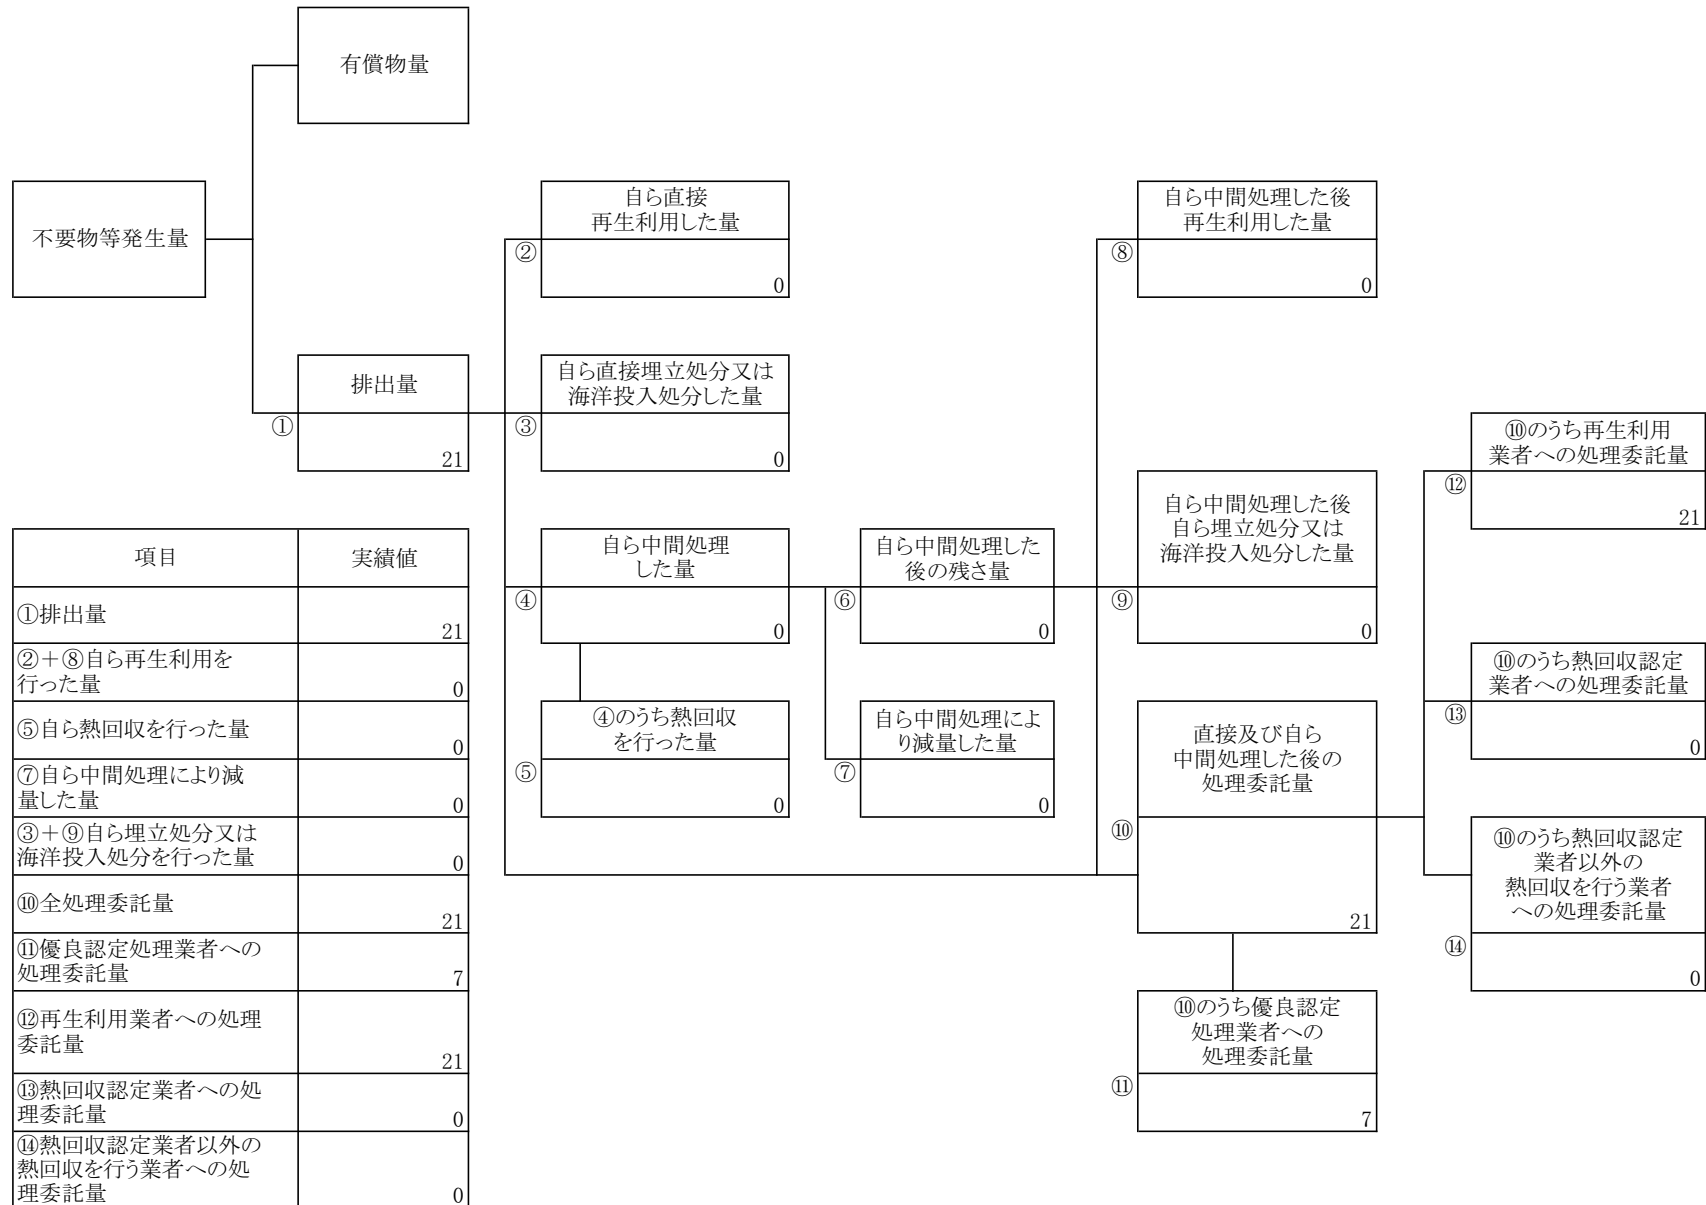 有償物量
不要物等発生量
自ら直接
再生利用した量
②
0
自ら中間処理した後
再生利用した量
⑧
0
排出量
①
21
自ら直接埋立処分又は
海洋投入処分した量
③
0
⑩のうち再生利用
業者への処理委託量
⑫
21
自ら中間処理
した量
④
0
自ら中間処理した
後の残さ量
⑥
0
自ら中間処理した後
自ら埋立処分又は
海洋投入処分した量
⑨
0
④のうち熱回収
を行った量
⑤
0
自ら中間処理によ
り減量した量
⑦
0
直接及び自ら
中間処理した後の
処理委託量
⑩
21
⑩のうち熱回収認定
業者への処理委託量
⑬
0
⑩のうち熱回収認定
業者以外の
熱回収を行う業者
への処理委託量
⑭
0
⑩のうち優良認定
処理業者への
処理委託量
⑪
7
項目 実績値
①排出量
21
②＋⑧自ら再生利用を
行った量 0
⑤自ら熱回収を行った量
0
⑦自ら中間処理により減
量した量 0
③＋⑨自ら埋立処分又は
海洋投入処分を行った量 0
⑩全処理委託量
21
⑪優良認定処理業者への
処理委託量 7
⑫再生利用業者への処理
委託量
21
⑬熱回収認定業者への処
理委託量 0
⑭熱回収認定業者以外の
熱回収を行う業者への処
理委託量 0